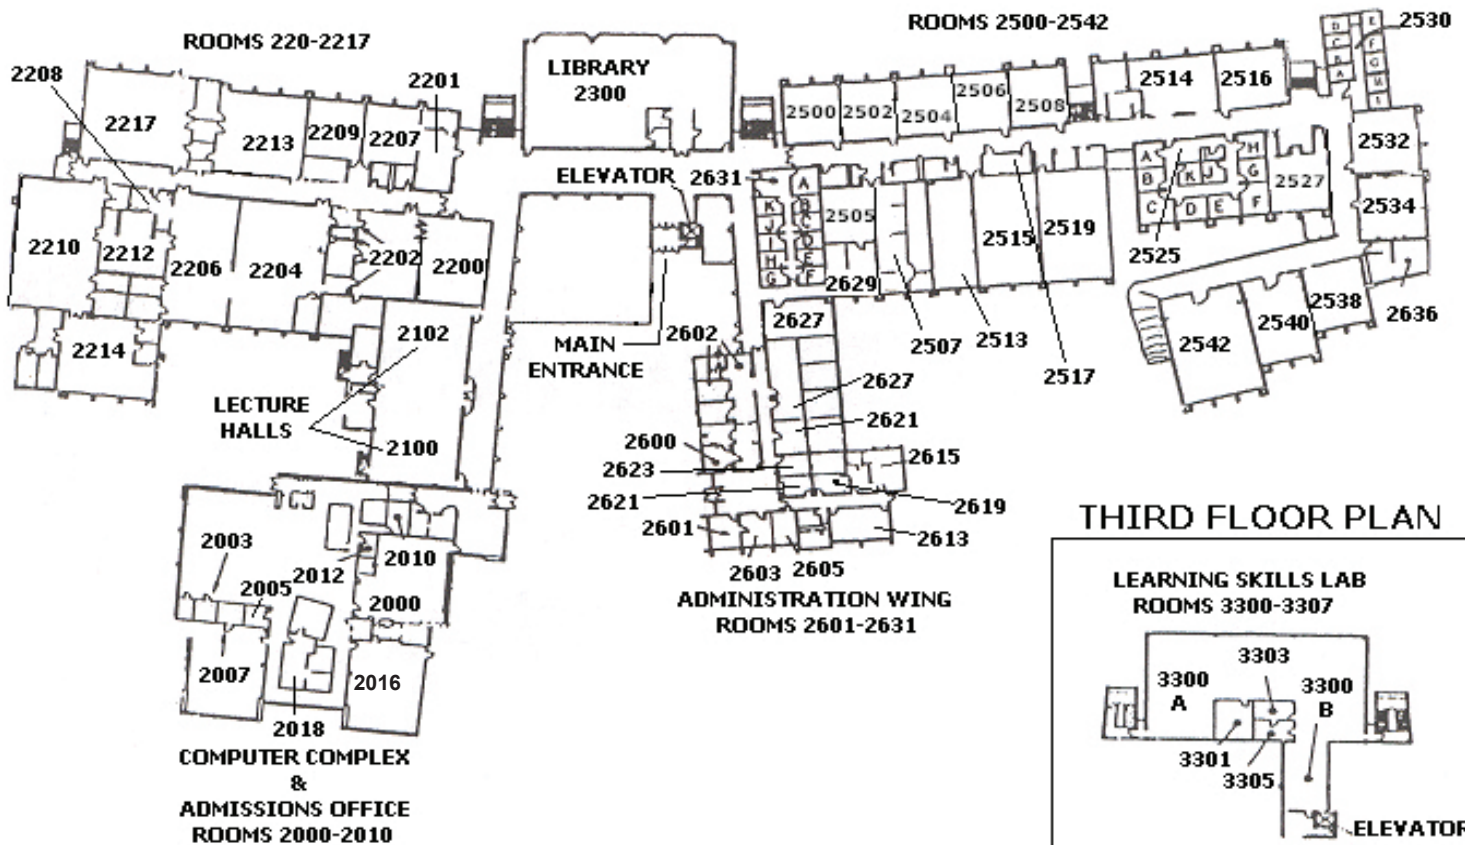 ROOMS 220-2217
ROOMS 2500-2542
2530
2208
2201
LIBRARY
2300
2217
2213
2209
2207
2500
2502
2504
2506
2508
2514
2516
D
C
B
A
E
F
G
H
I
2532
ELEVATOR
2631
A
B
C
D
E
F
K
J
I
H
G
2505
2629
2515
2519
A
B
C
D
E
F
G
H
K
J
2527
2534
2525
2210
2212
2206
2204
2202
2200
2214
2102
LECTURE
HALLS
2100
MAIN
ENTRANCE
2602
2627
2507
2513
2517
2542
2540
2538
2636
2627
2621
2600
2623
2621
2615
2619
2601
2603
2605
2613
ADMINISTRATION WING
ROOMS 2601-2631
2003
2005
2012
2010
2000
2007
2016
2018
COMPUTER COMPLEX
&
ADMISSIONS OFFICE
ROOMS 2000-2010
THIRD FLOOR PLAN
LEARNING SKILLS LAB
ROOMS 3300-3307
3300
A
3303
3300
B
3301
3305
ELEVATOR